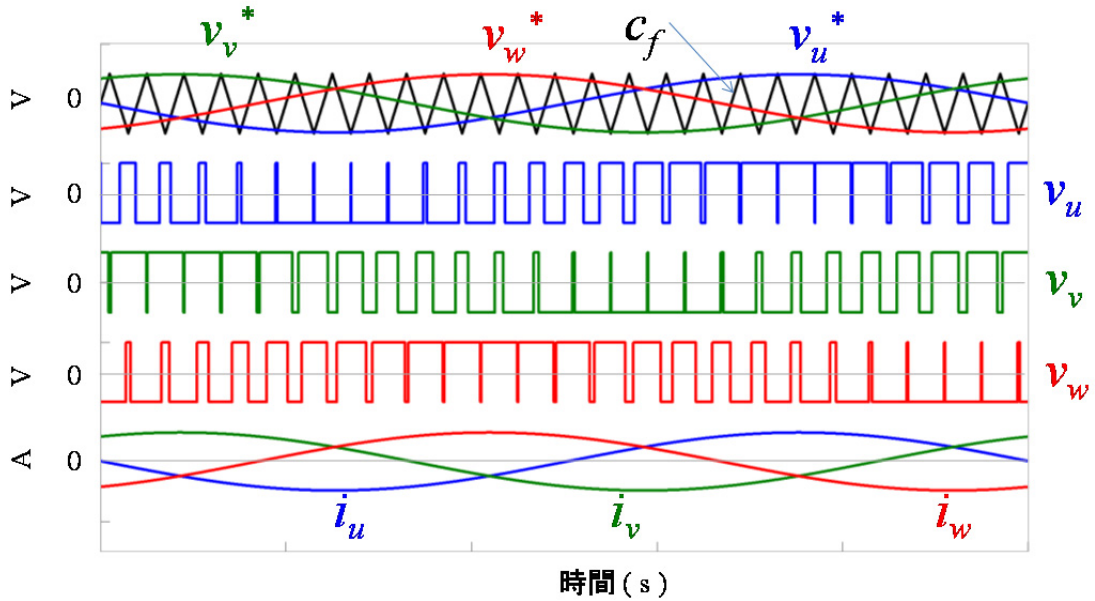 v_v* v_w* c_f v_u*
V 0
V 0 v_u
V 0 v_v
V 0 v_w
A 0
i_u i_v i_w
時間 ( s )